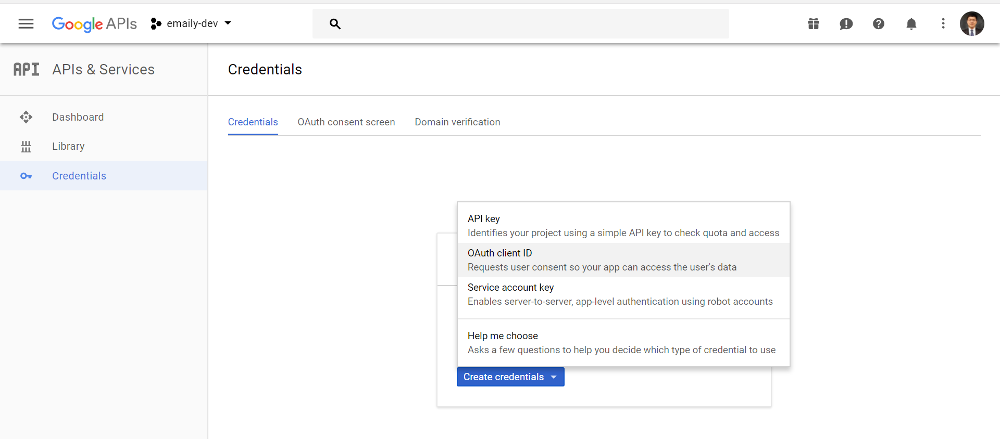 Google APIs
emaily-dev
API
APIs & Services
Credentials
Dashboard
Library
Credentials
Credentials
OAuth consent screen
Domain verification
API key
Identifies your project using a simple API key to check quota and access
OAuth client ID
Requests user consent so your app can access the user's data
Service account key
Enables server-to-server, app-level authentication using robot accounts
Help me choose
Asks a few questions to help you decide which type of credential to use
Create credentials